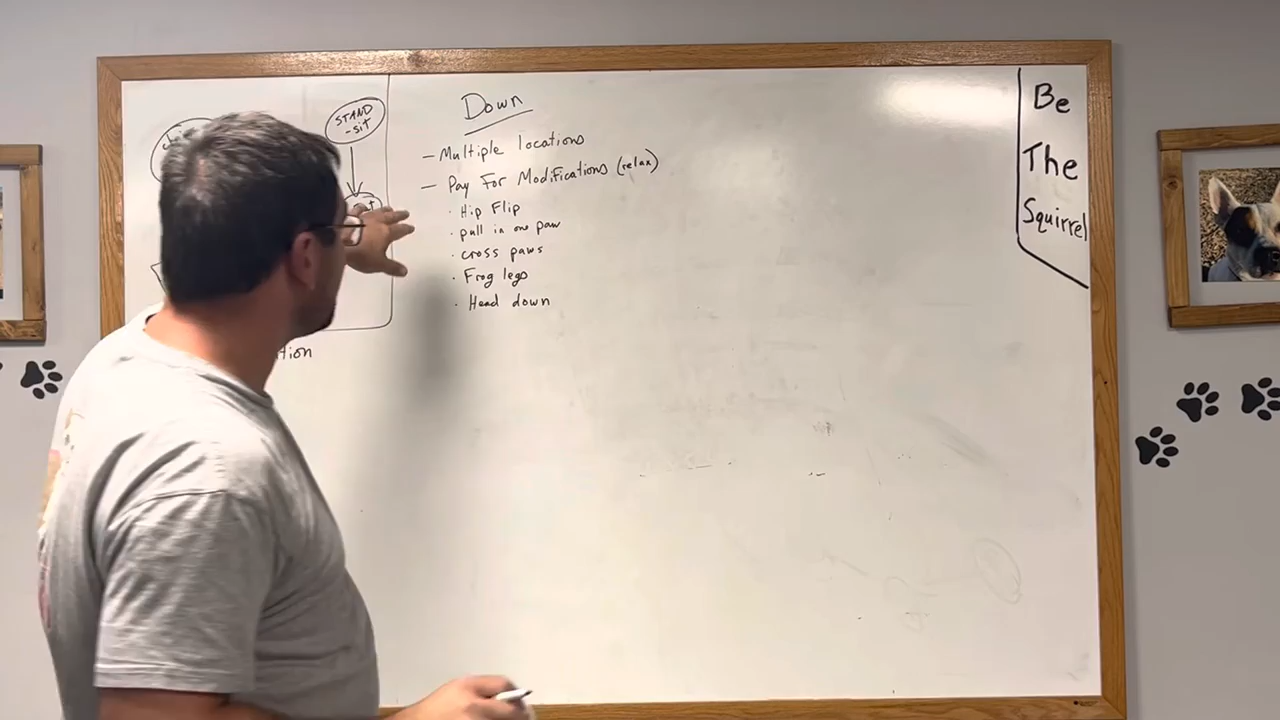 STAND
-sit
Down
- Multiple locations
- Pay For Modifications (relax)
· Hip Flip
· pull in one paw
· cross paws
· Frog legs
· Head down
Be
The
Squirrel